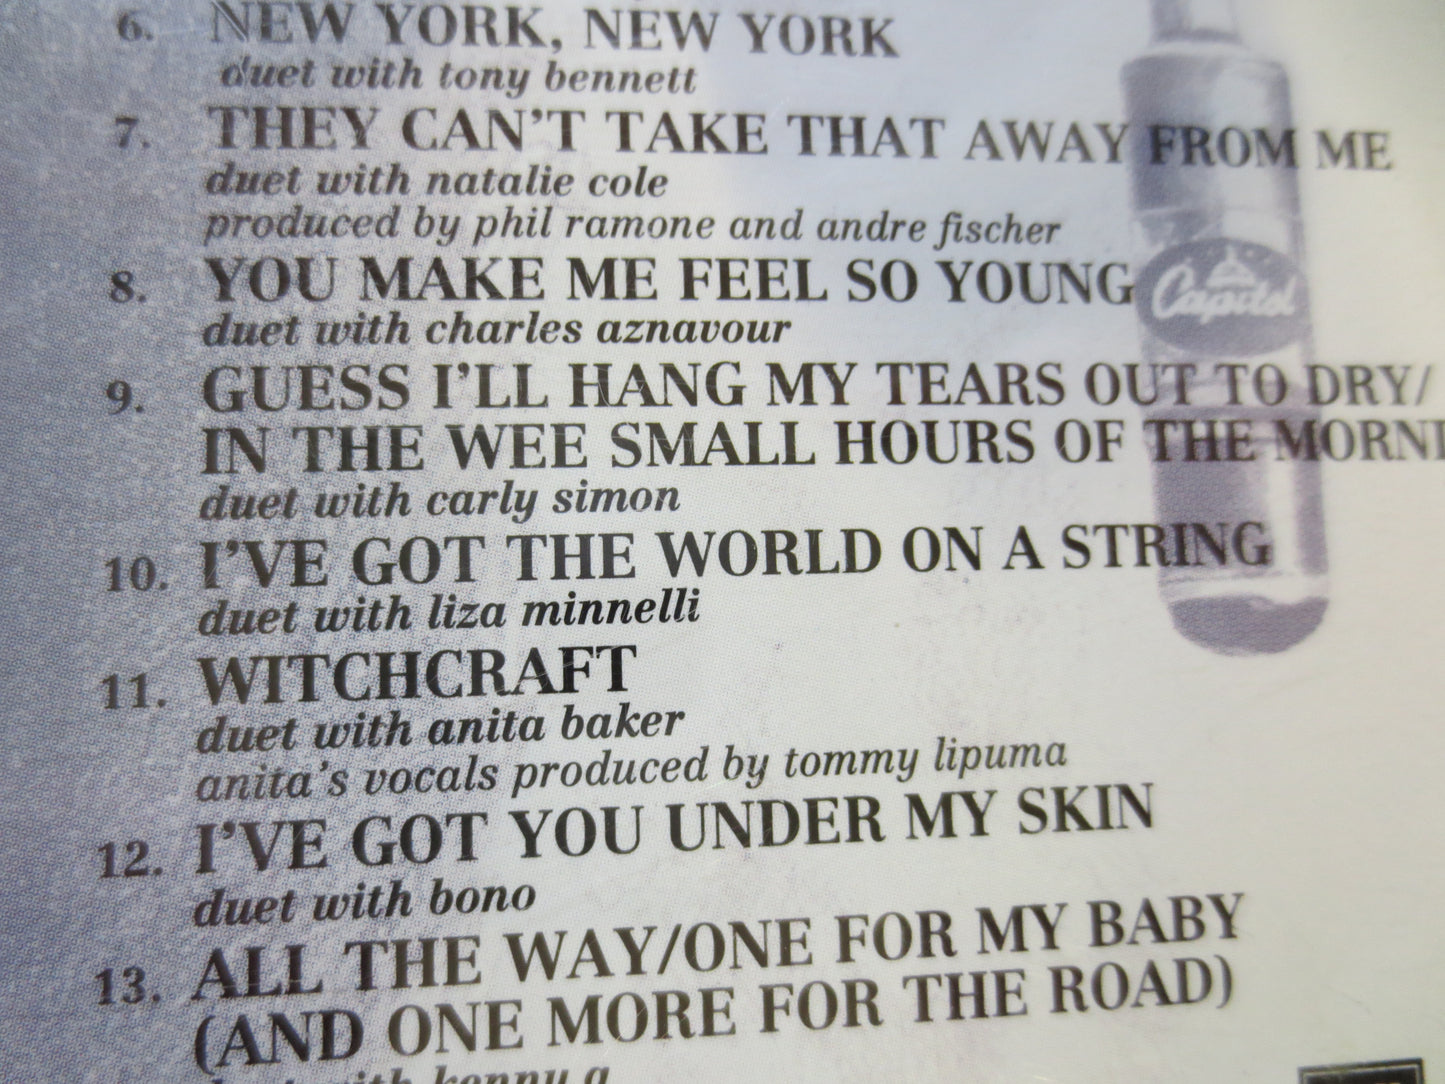 6. NEW YORK, NEW YORK
duet with tony bennett
7. THEY CAN'T TAKE THAT AWAY FROM ME
duet with natalie cole
produced by phil ramone and andre fischer
8. YOU MAKE ME FEEL SO YOUNG
Capitol
duet with charles aznavour
9. GUESS I'LL HANG MY TEARS OUT TO DRY/
IN THE WEE SMALL HOURS OF THE MORNI
duet with carly simon
10. I'VE GOT THE WORLD ON A STRING
duet with liza minnelli
11. WITCHCRAFT
duet with anita baker
anita's vocals produced by tommy lipuma
12. I'VE GOT YOU UNDER MY SKIN
duet with bono
13. ALL THE WAY/ONE FOR MY BABY
(AND ONE MORE FOR THE ROAD)
duet with kenny g